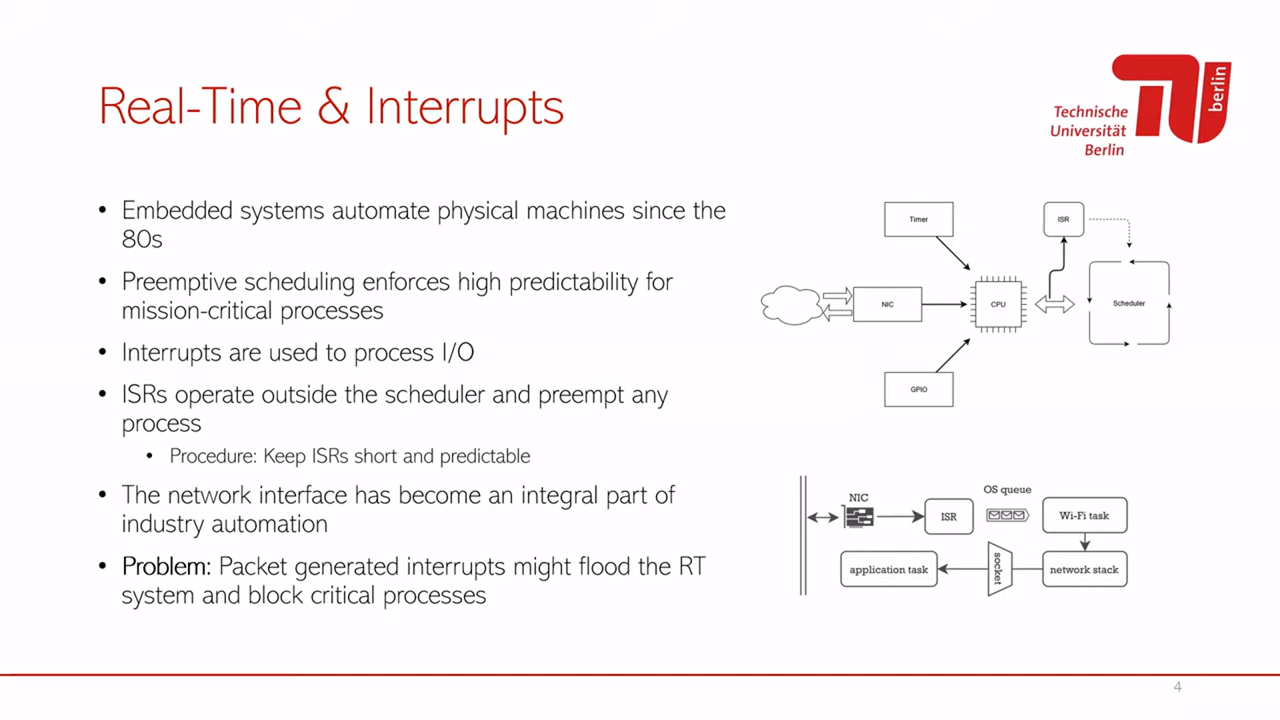 Real-Time & Interrupts
Technische
Universität
Berlin
berlin
• Embedded systems automate physical machines since the
80s
• Preemptive scheduling enforces high predictability for
mission-critical processes
• Interrupts are used to process I/O
• ISRs operate outside the scheduler and preempt any
process
• Procedure: Keep ISRs short and predictable
• The network interface has become an integral part of
industry automation
• Problem: Packet generated interrupts might flood the RT
system and block critical processes
Timer
ISR
NIC
CPU
Scheduler
GPIO
NIC
OS queue
ISR
Wi-Fi task
application task
socket
network stack
4